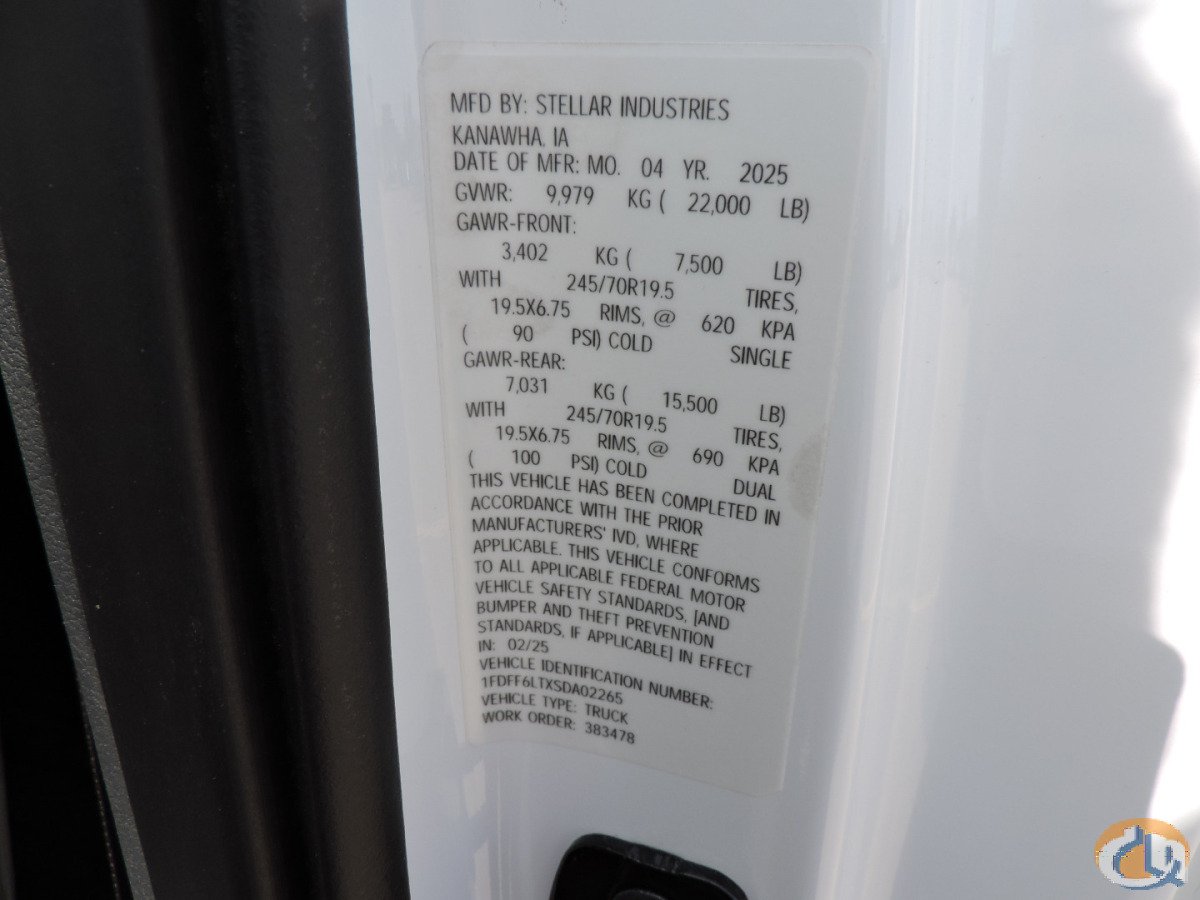 MFD BY: STELLAR INDUSTRIES
KANAWHA, IA
DATE OF MFR: MO. 04 YR. 2025
GVWR: 9,979 KG ( 22,000 LB)
GAWR-FRONT:
3,402 KG ( 7,500 LB)
WITH 245/70R19.5 TIRES,
19.5X6.75 RIMS, @ 620 KPA
( 90 PSI) COLD SINGLE
GAWR-REAR:
7,031 KG ( 15,500 LB)
WITH 245/70R19.5 TIRES,
19.5X6.75 RIMS, @ 690 KPA
( 100 PSI) COLD DUAL
THIS VEHICLE HAS BEEN COMPLETED IN
ACCORDANCE WITH THE PRIOR
MANUFACTURERS' IVD, WHERE
APPLICABLE. THIS VEHICLE CONFORMS
TO ALL APPLICABLE FEDERAL MOTOR
VEHICLE SAFETY STANDARDS, [AND
BUMPER AND THEFT PREVENTION
STANDARDS, IF APPLICABLE] IN EFFECT
IN: 02/25
VEHICLE IDENTIFICATION NUMBER:
1FDFF6LTXSDA02265
VEHICLE TYPE: TRUCK
WORK ORDER: 383478